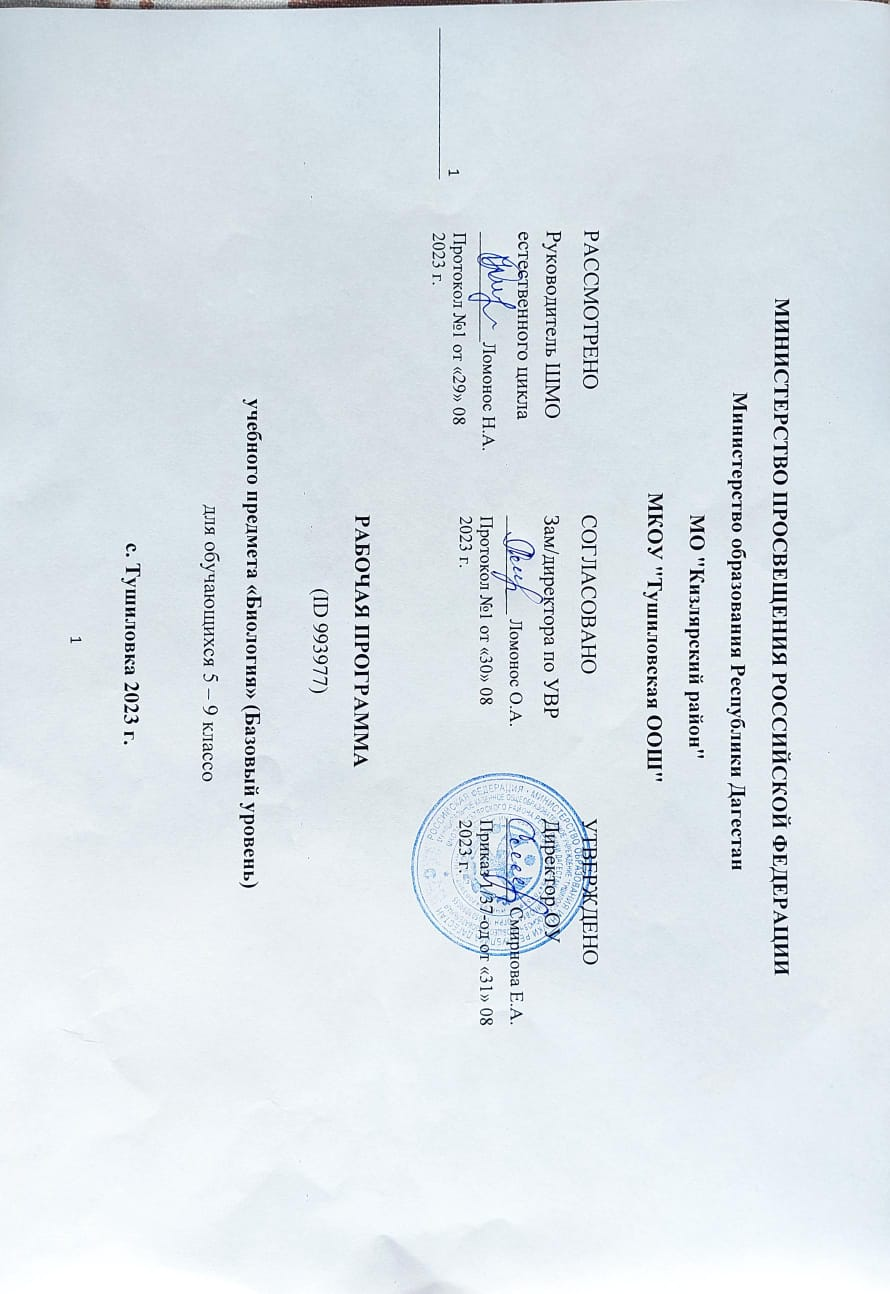 МИНИСТЕРСТВО ПРОСВЕЩЕНИЯ РОССИЙСКОЙ ФЕДЕРАЦИИ
Министерство образования Республики Дагестан
МО "Кизлярский район"
МКОУ "Тушиловская ООШ"
РАССМОТРЕНО
Руководитель ШМО
естественного цикла
Ломонос Н.А.
Протокол №1 от «29» 08
2023 г.
СОГЛАСОВАНО
Зам/директора по УВР
Ломонос О.А.
Протокол №1 от «30» 08
2023 г.
УТВЕРЖДЕНО
Директор ОУ
Смирнова Е.А.
Приказ 1/37-од от «31» 08
2023 г.
1
РАБОЧАЯ ПРОГРАММА
(ID 993977)
учебного предмета «Биология» (Базовый уровень)
для обучающихся 5 – 9 классо
с. Тушиловка 2023 г.
1